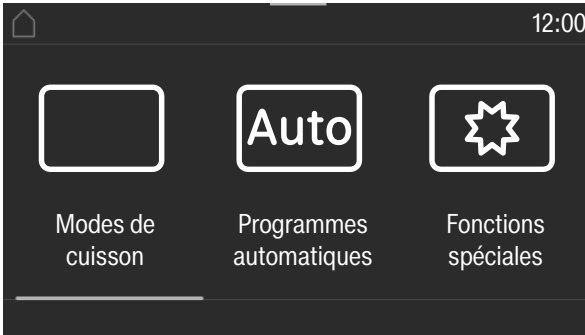 12:00
Auto
Modes de
cuisson
Programmes
automatiques
Fonctions
spéciales